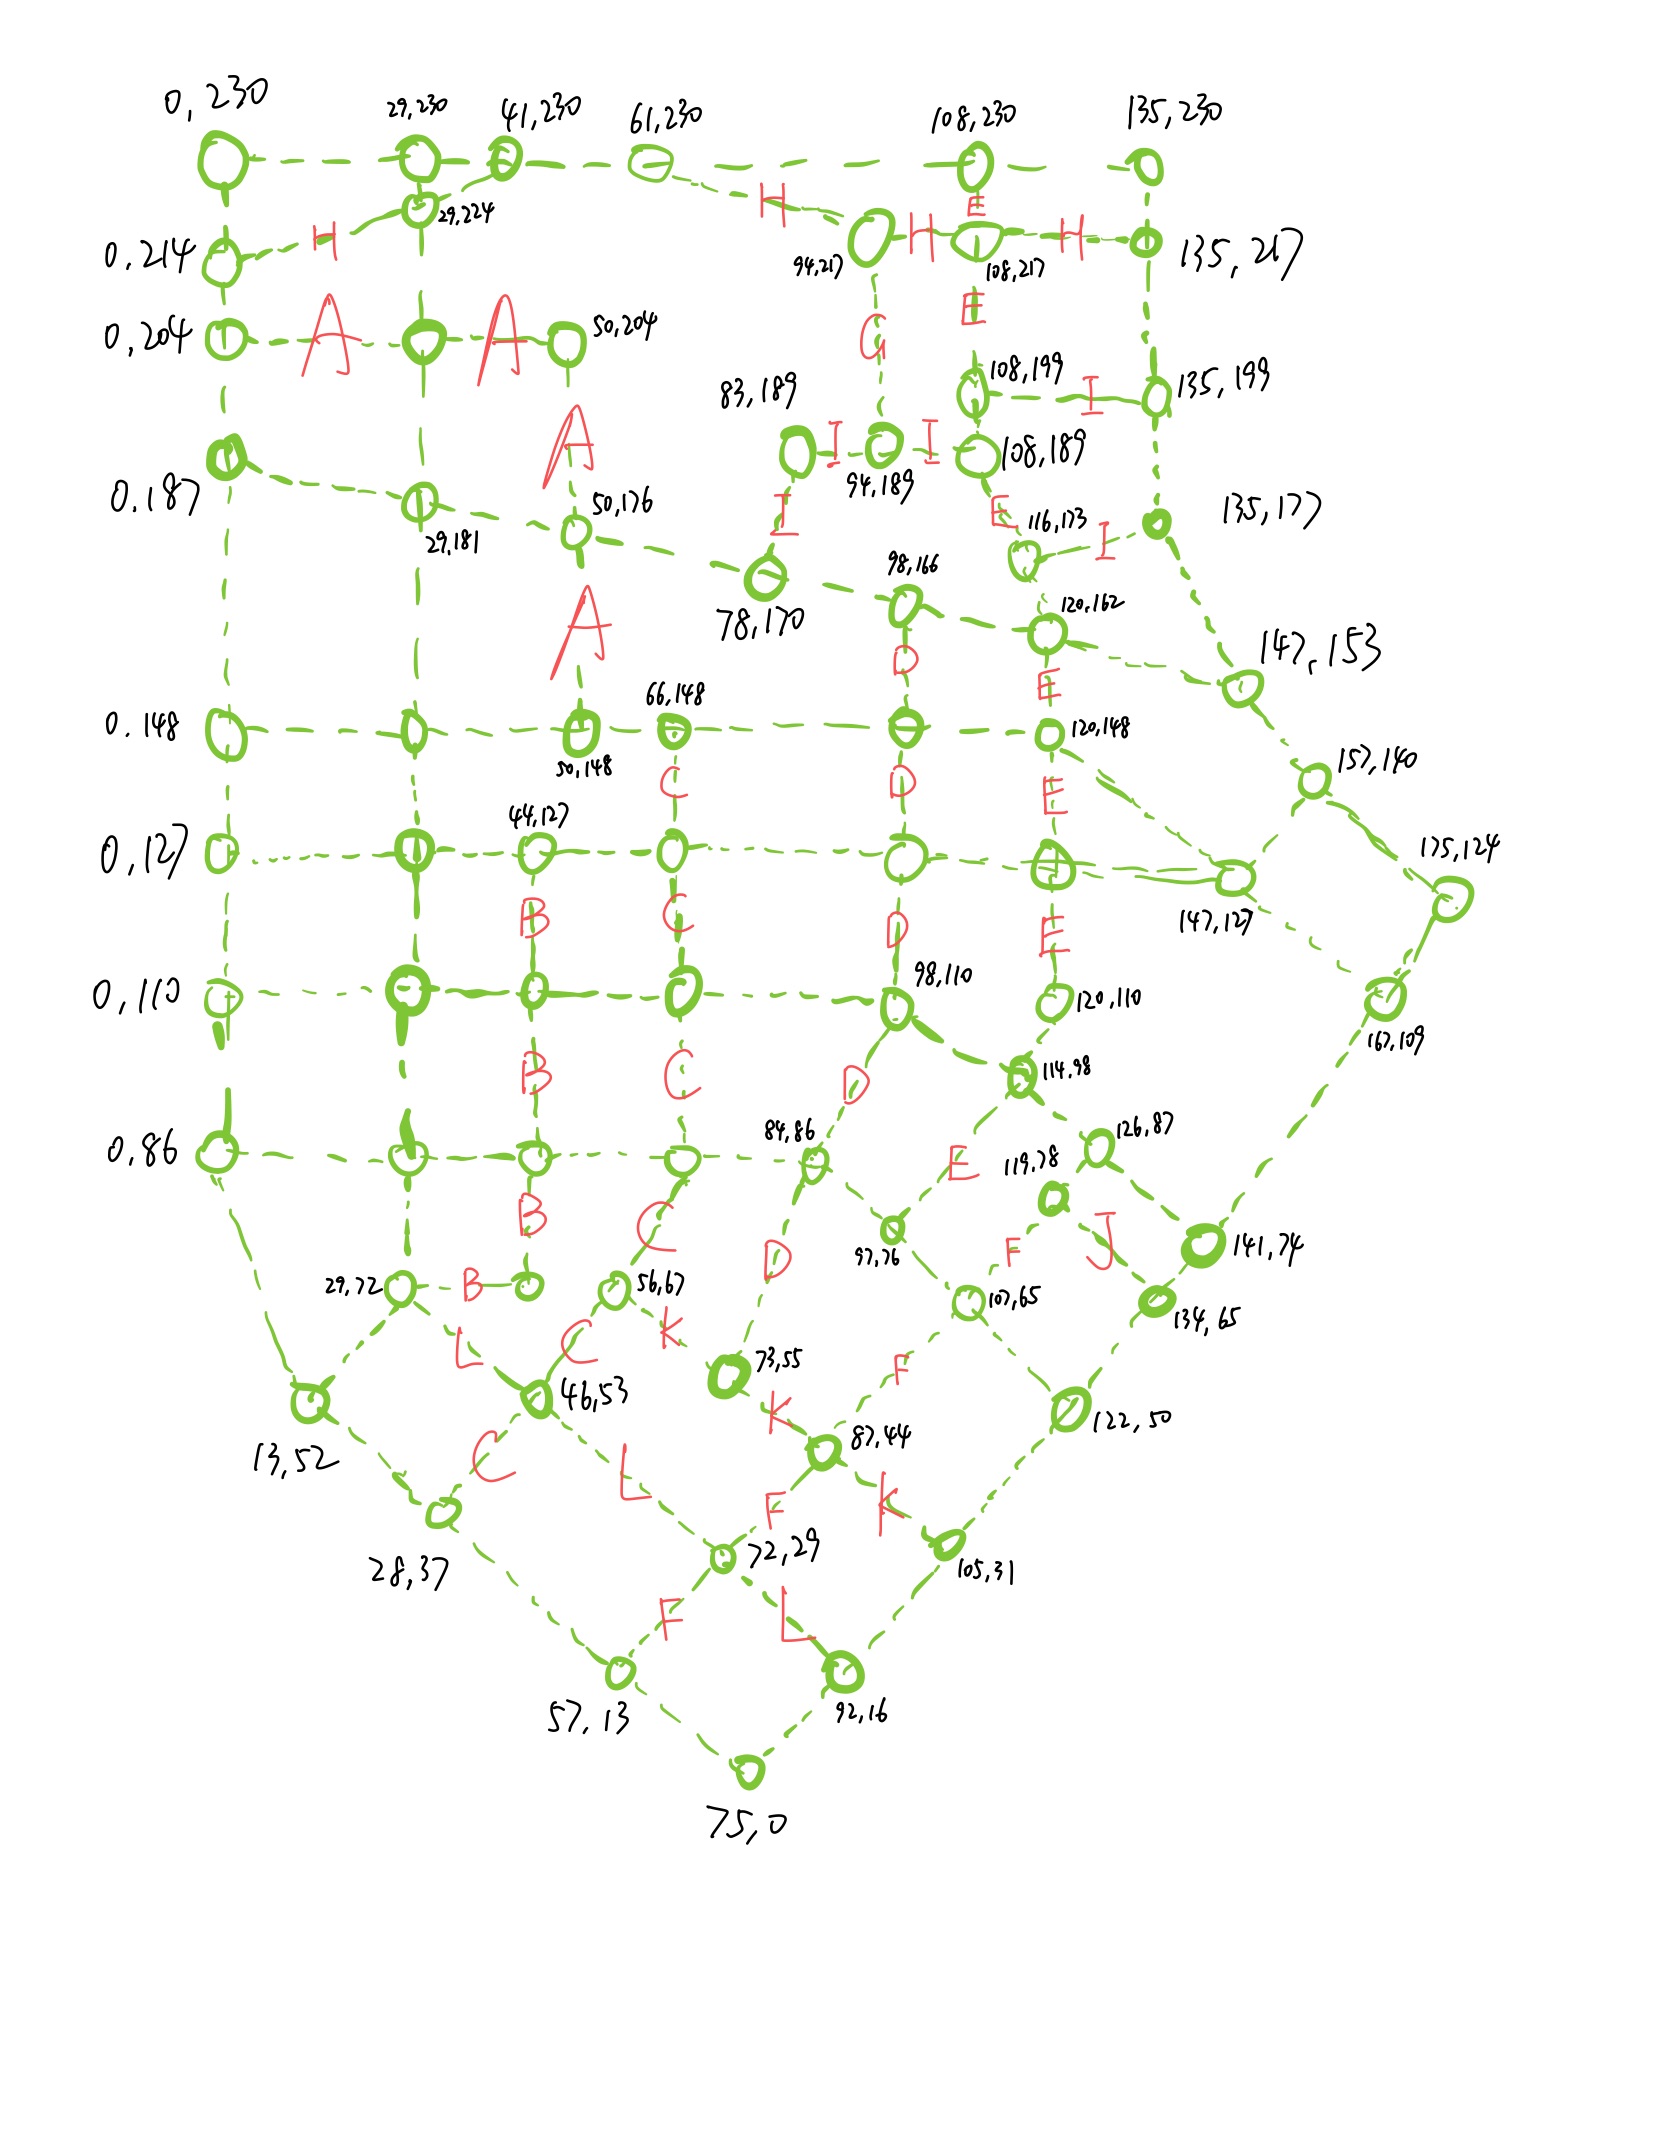 0,230
29,230
41,230
61,230
108,230
135,230
H
E
29,224
0,214
H
H
H
94,217
108,217
135,217
E
0,204
A
A
50,204
G
108,199
I
135,199
83,189
A
I
I
108,189
94,189
0.187
29,181
50,176
I
E
116,173
I
135,177
98,166
A
78,170
120,162
D
E
147,153
66,148
0.148
50,148
120,148
C
D
E
157,140
44,127
0,127
175,124
B
C
D
E
147,127
0,110
98,110
120,110
167,109
B
C
D
114,98
0,86
84,86
126,87
E
119,78
B
C
D
97,76
F
J
141,74
29,72
B
56,67
K
107,65
134,65
L
C
73,55
F
46,53
K
13,52
C
87,44
122,50
L
F
K
28,37
72,29
105,31
F
L
57,13
92,16
75,0